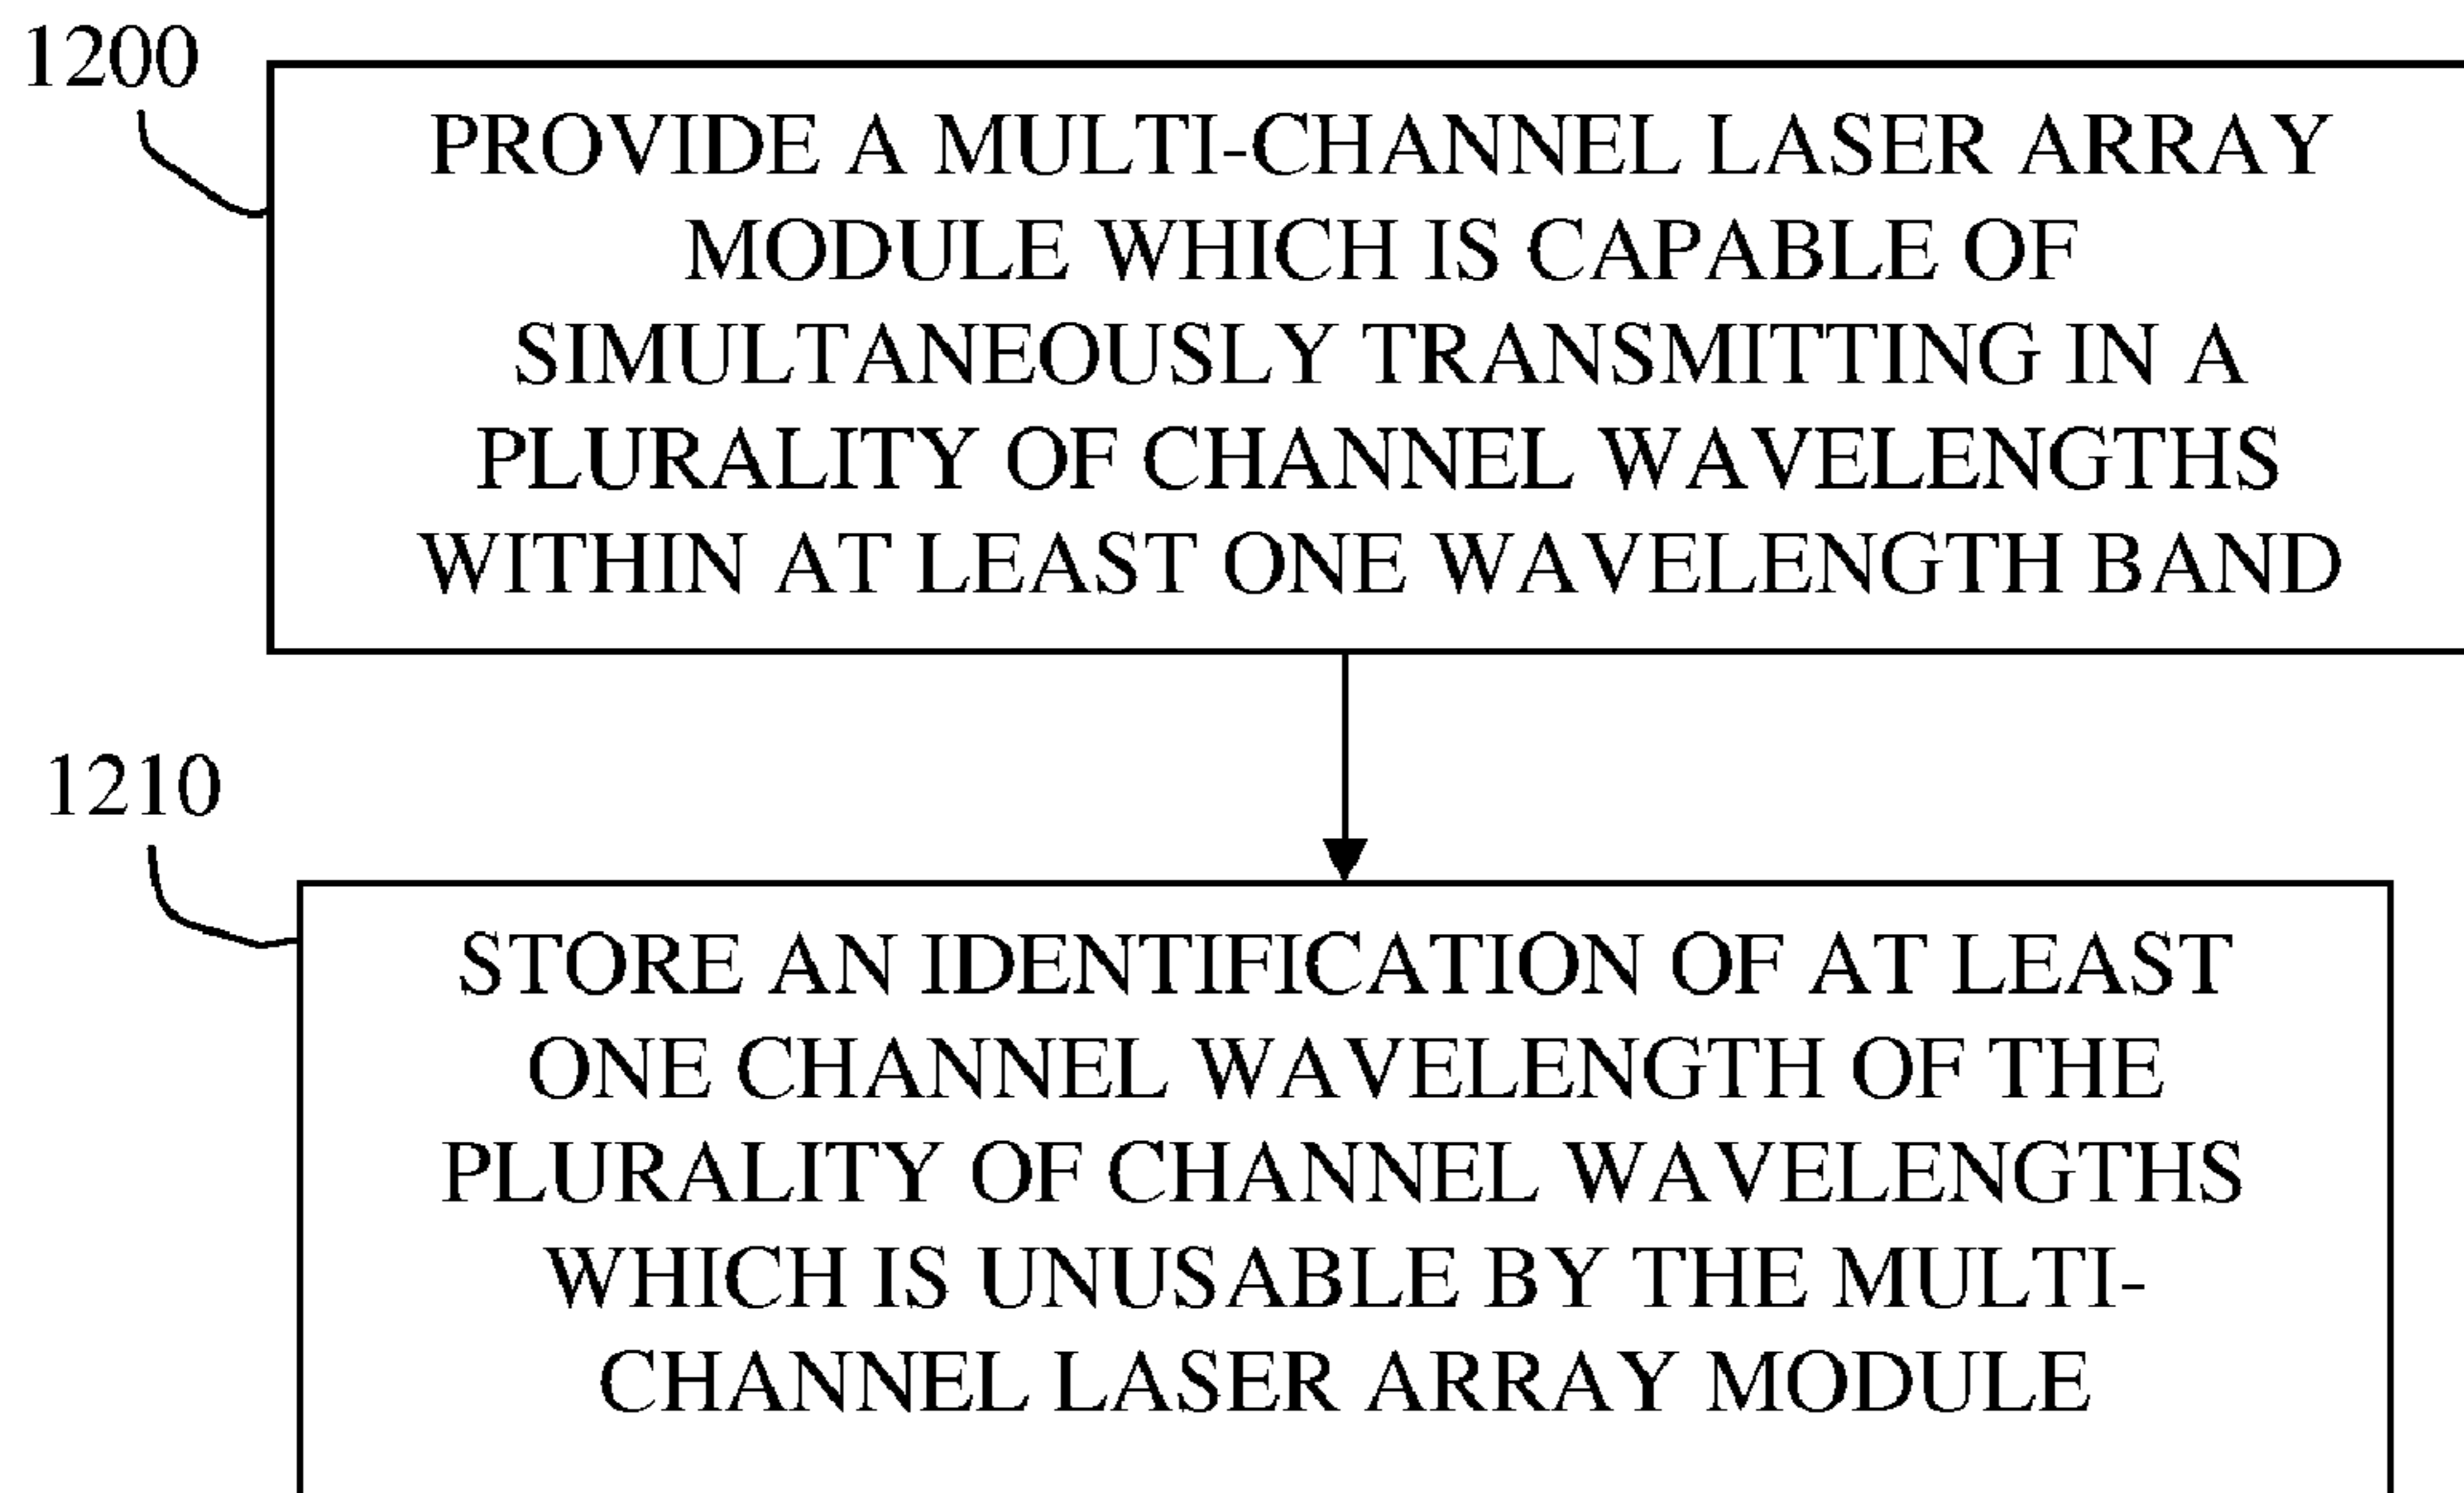 1200
PROVIDE A MULTI-CHANNEL LASER ARRAY
MODULE WHICH IS CAPABLE OF
SIMULTANEOUSLY TRANSMITTING IN A
PLURALITY OF CHANNEL WAVELENGTHS
WITHIN AT LEAST ONE WAVELENGTH BAND
1210
STORE AN IDENTIFICATION OF AT LEAST
ONE CHANNEL WAVELENGTH OF THE
PLURALITY OF CHANNEL WAVELENGTHS
WHICH IS UNUSABLE BY THE MULTI-
CHANNEL LASER ARRAY MODULE